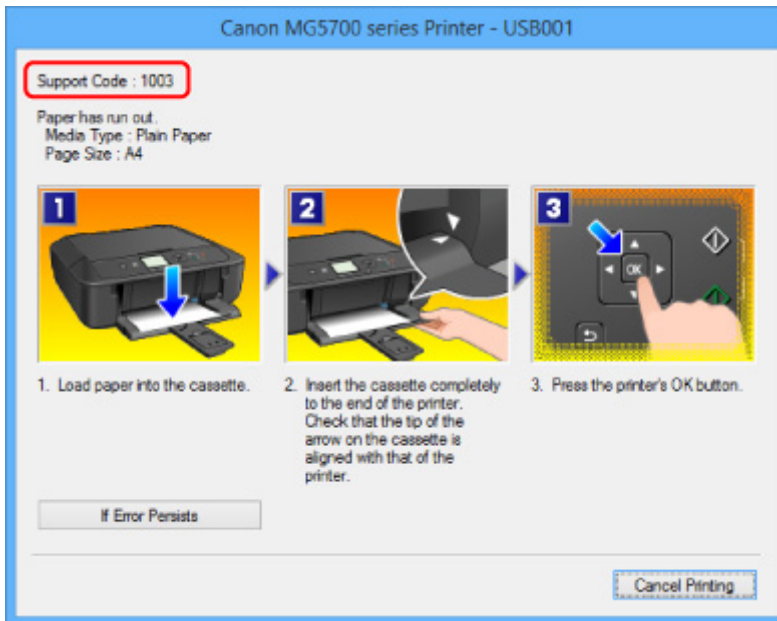 Canon MG5700 series Printer - USB001
Support Code : 1003
Paper has run out.
Media Type : Plain Paper
Page Size : A4
1
2
3
OK
1. Load paper into the cassette.
2. Insert the cassette completely
to the end of the printer.
Check that the tip of the
arrow on the cassette is
aligned with that of the
printer.
3. Press the printer's OK button.
If Error Persists
Cancel Printing